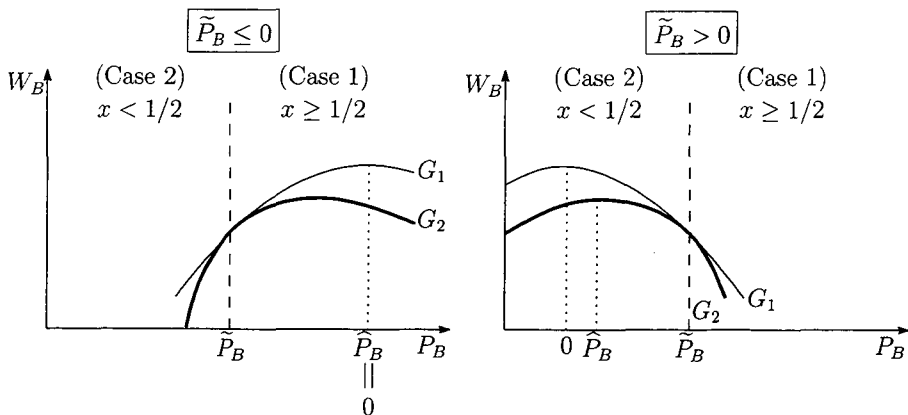 P̃_B ≤ 0
(Case 2) (Case 1)
W_B x < 1/2 x ≥ 1/2
G_1
G_2
P̃_B P̂_B P_B
||
0
P̃_B > 0
(Case 2) (Case 1)
W_B x < 1/2 x ≥ 1/2
G_2 G_1
0 P̂_B P̃_B P_B